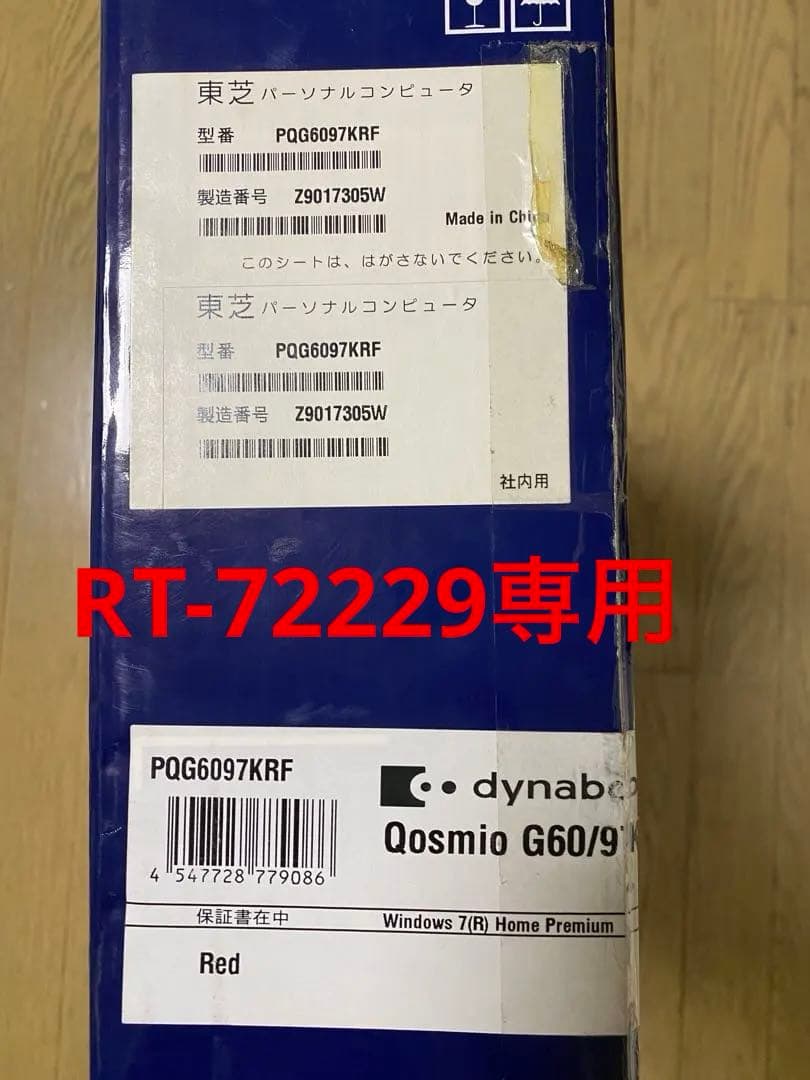 東芝 パーソナルコンピュータ
型番 PQG6097KRF
製造番号 Z9017305W
Made in China
このシートは、はがさないでください。
東芝 パーソナルコンピュータ
型番 PQG6097KRF
製造番号 Z9017305W
社内用
RT-72229専用
PQG6097KRF
dynabo
Qosmio G60/97K
4 547728 779086
保証書在中
Windows 7(R) Home Premium
Red